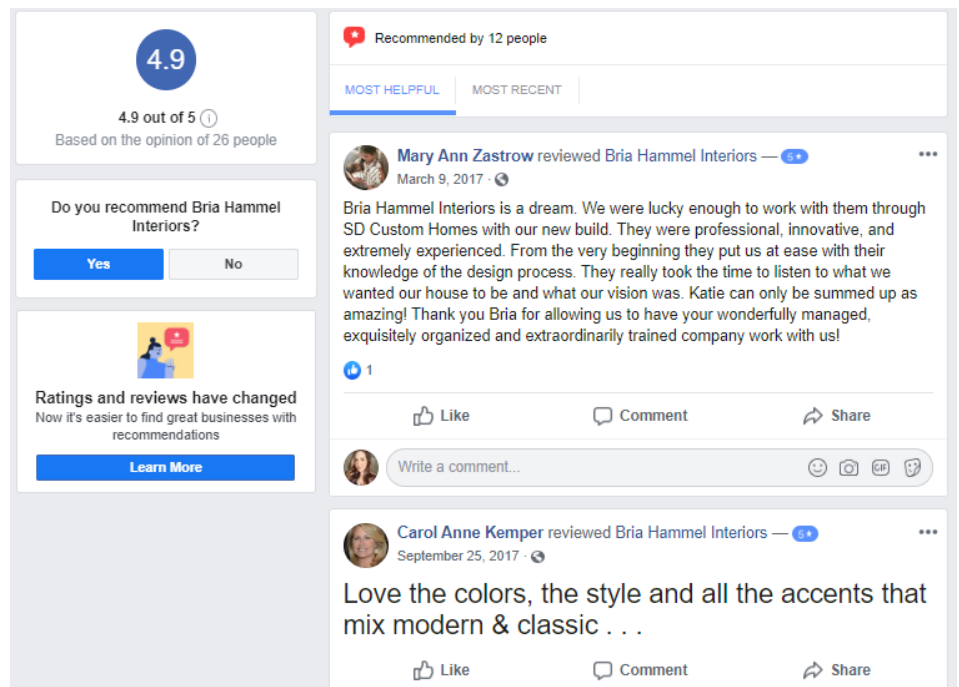 4.9
4.9 out of 5
Based on the opinion of 26 people
Do you recommend Bria Hammel
Interiors?
Yes
No
Ratings and reviews have changed
Now it's easier to find great businesses with
recommendations
Learn More
Recommended by 12 people
MOST HELPFUL
MOST RECENT
Mary Ann Zastrow reviewed Bria Hammel Interiors — 5★
March 9, 2017 ·
Bria Hammel Interiors is a dream. We were lucky enough to work with them through
SD Custom Homes with our new build. They were professional, innovative, and
extremely experienced. From the very beginning they put us at ease with their
knowledge of the design process. They really took the time to listen to what we
wanted our house to be and what our vision was. Katie can only be summed up as
amazing! Thank you Bria for allowing us to have your wonderfully managed,
exquisitely organized and extraordinarily trained company work with us!
1
Like
Comment
Share
Write a comment...
GIF
Carol Anne Kemper reviewed Bria Hammel Interiors — 5★
September 25, 2017 ·
Love the colors, the style and all the accents that
mix modern & classic . . .
Like
Comment
Share